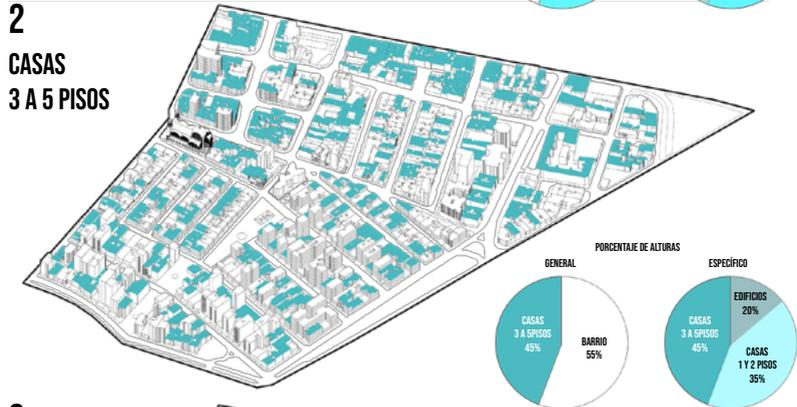 2
CASAS
3 A 5 PISOS
PORCENTAJE DE ALTURAS
GENERAL
ESPECÍFICO
CASAS
3 A 5PISOS
45%
BARRIO
55%
CASAS
3 A 5PISOS
45%
EDIFICIOS
20%
CASAS
1 Y 2 PISOS
35%